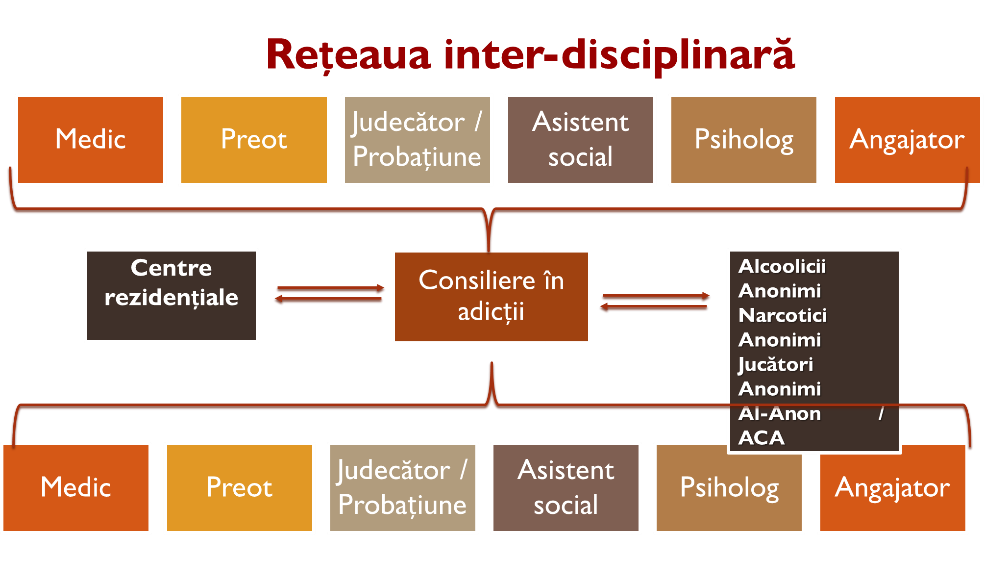 Rețeaua inter-disciplinară
Medic
Preot
Judecător /
Probațiune
Asistent
social
Psiholog
Angajator
Centre
rezidențiale
Consiliere în
adicții
Alcoolicii
Anonimi
Narcotici
Anonimi
Jucători
Anonimi
Al-Anon /
ACA
Medic
Preot
Judecător /
Probațiune
Asistent
social
Psiholog
Angajator